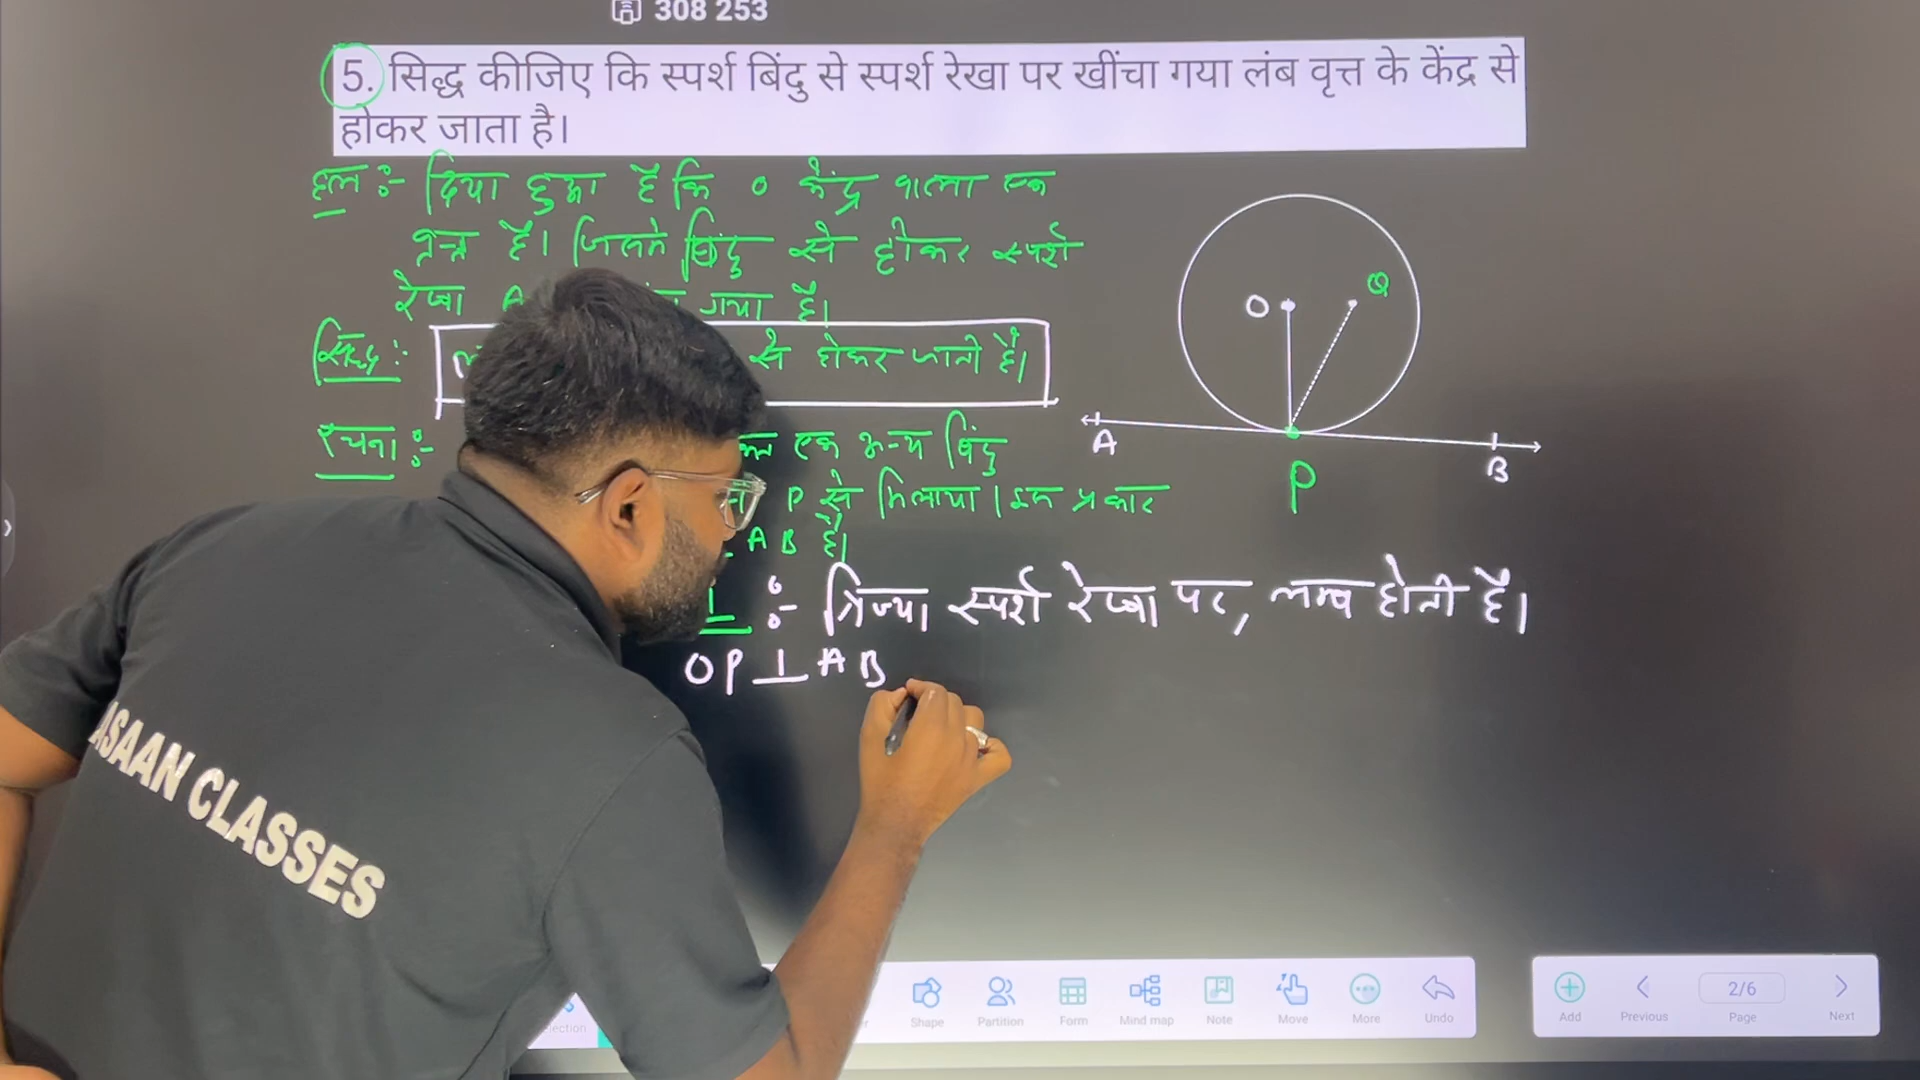 308 253
5. सिद्ध कीजिए कि स्पर्श बिंदु से स्पर्श रेखा पर खींचा गया लंब वृत्त के केंद्र से
होकर जाता है।
हल :- दिया हुआ है कि O केंद्र वाला एक
वृत्त है। जिसके बिंदु से होकर स्पर्श
रेखा A गया है।
सिद्ध :- से होकर जाती है।
रचना :- एक अन्य बिंदु
P से मिलाया। इस प्रकार
AB है।
:- त्रिज्या स्पर्श रेखा पर, लम्ब होती है।
OP ⊥ AB
O
Q
A
B
P
ASAAN CLASSES
Shape
Partition
Form
Mind map
Note
Move
More
Undo
Add
Previous
2/6
Page
Next